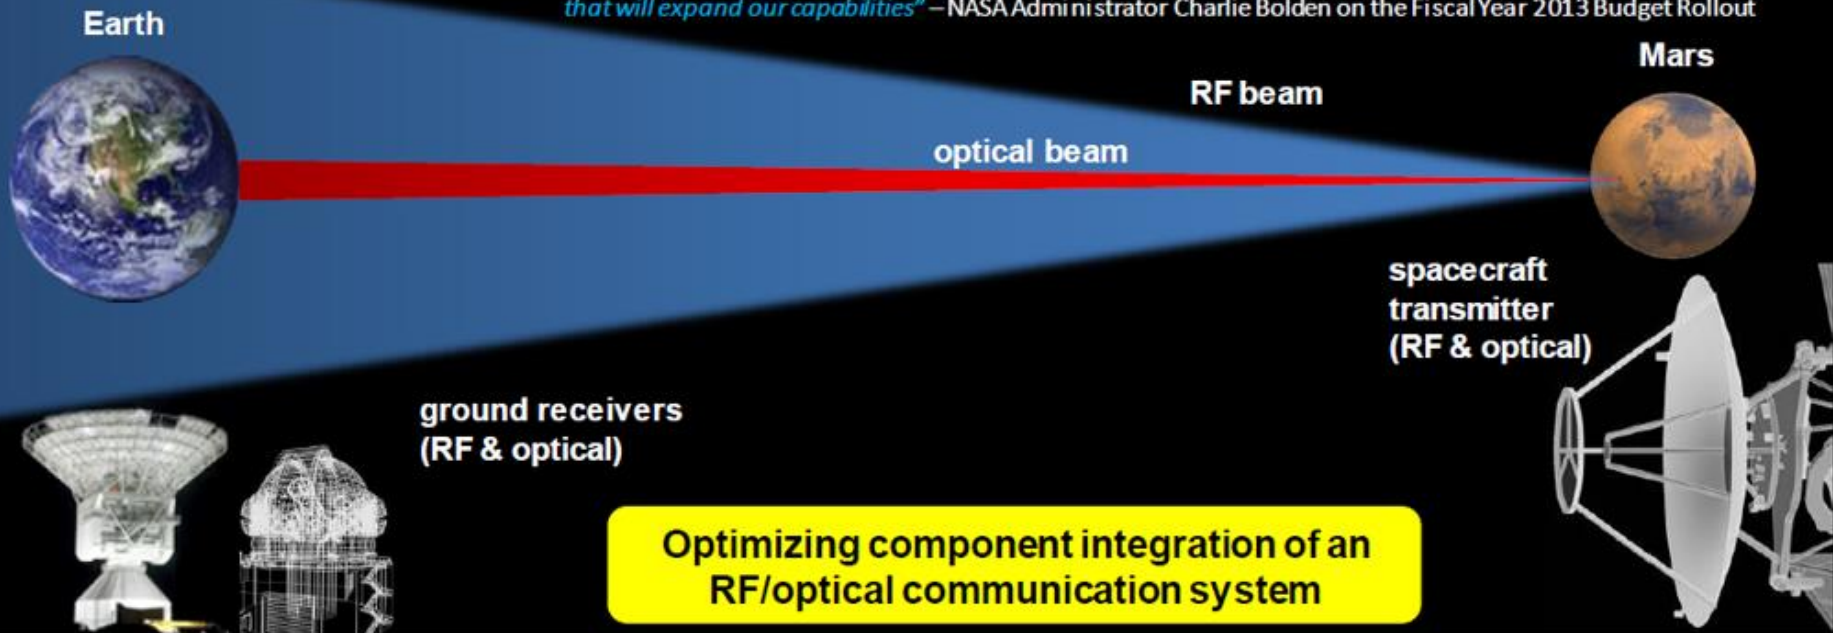 that will expand our capabilities” – NASA Administrator Charlie Bolden on the Fiscal Year 2013 Budget Rollout
Earth
Mars
RF beam
optical beam
spacecraft
transmitter
(RF & optical)
ground receivers
(RF & optical)
Optimizing component integration of an
RF/optical communication system